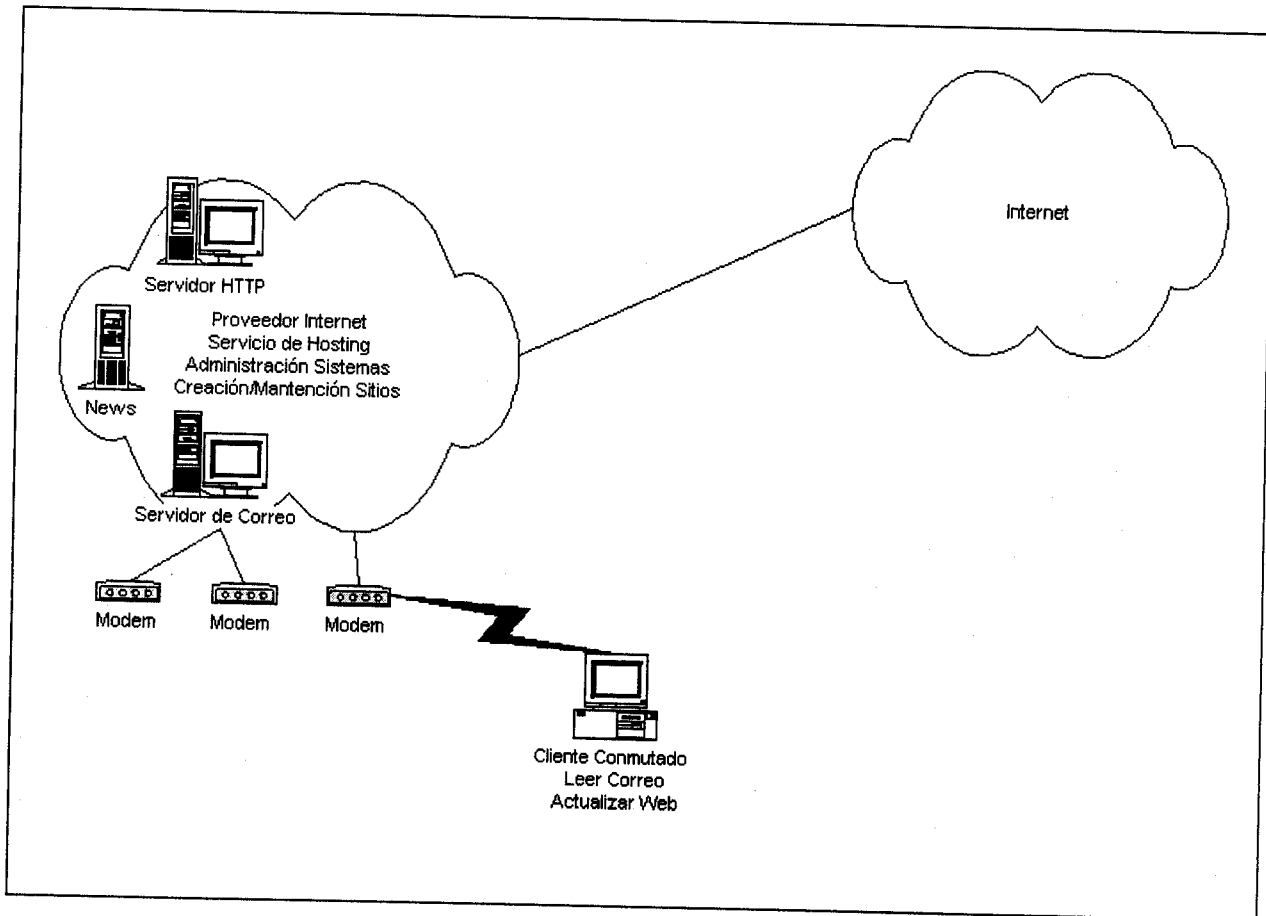 Internet
Servidor HTTP
Proveedor Internet
Servicio de Hosting
Administración Sistemas
Creación/Mantención Sitios
News
Servidor de Correo
Modem
Modem
Modem
Cliente Conmutado
Leer Correo
Actualizar Web